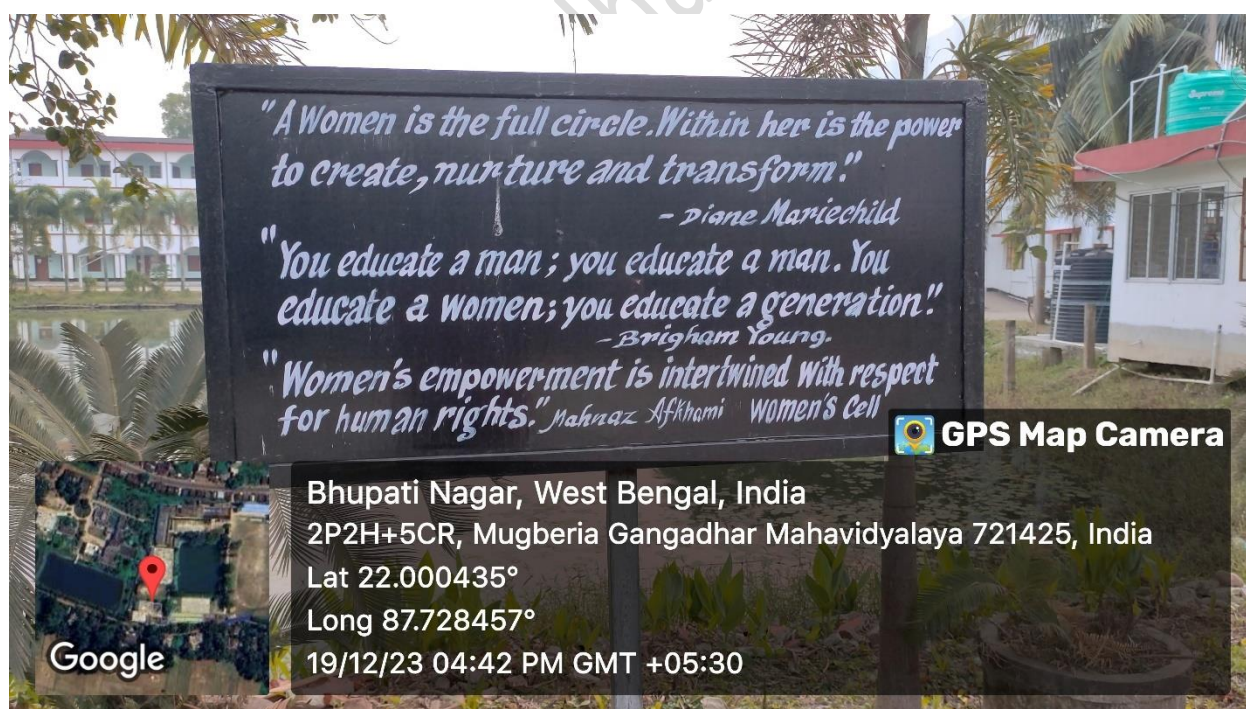 "A Women is the full circle. Within her is the power
to create, nurture and transform."
- Diane Mariechild
"You educate a man; you educate a man. You
educate a women; you educate a generation."
- Brigham Young.
"Women's empowerment is intertwined with respect
for human rights." Mahnaz Afkhami Women's Cell
Supreme
GPS Map Camera
Bhupati Nagar, West Bengal, India
2P2H+5CR, Mugberia Gangadhar Mahavidyalaya 721425, India
Lat 22.000435°
Long 87.728457°
19/12/23 04:42 PM GMT +05:30
Google